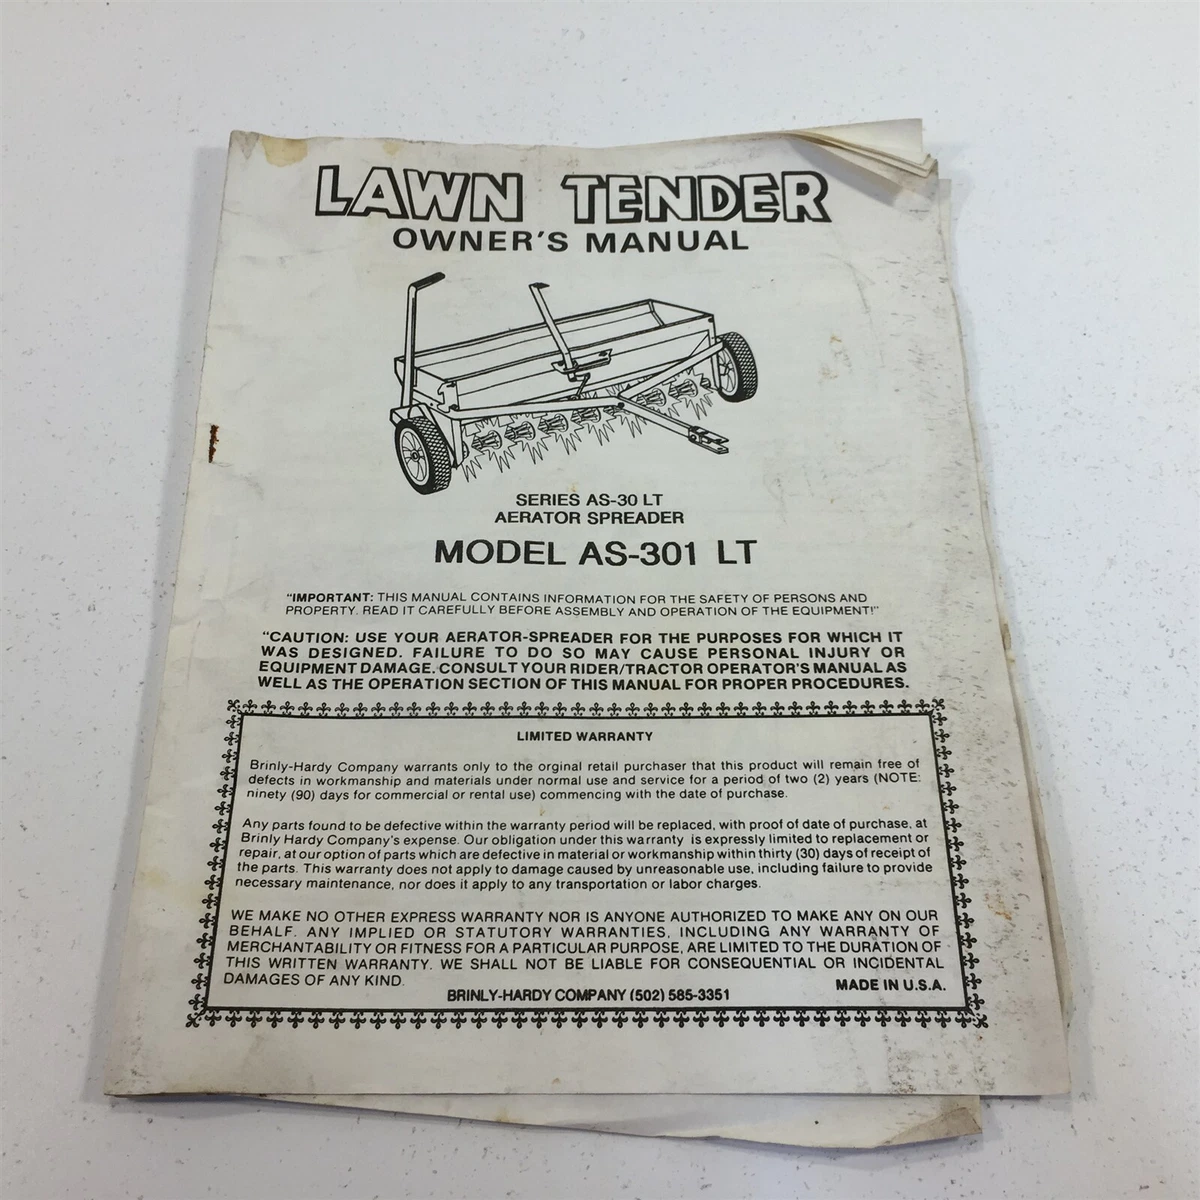 LAWN TENDER
OWNER'S MANUAL
SERIES AS-30 LT
AERATOR SPREADER
MODEL AS-301 LT
"IMPORTANT: THIS MANUAL CONTAINS INFORMATION FOR THE SAFETY OF PERSONS AND
PROPERTY. READ IT CAREFULLY BEFORE ASSEMBLY AND OPERATION OF THE EQUIPMENT!"
"CAUTION: USE YOUR AERATOR-SPREADER FOR THE PURPOSES FOR WHICH IT
WAS DESIGNED. FAILURE TO DO SO MAY CAUSE PERSONAL INJURY OR
EQUIPMENT DAMAGE. CONSULT YOUR RIDER/TRACTOR OPERATOR'S MANUAL AS
WELL AS THE OPERATION SECTION OF THIS MANUAL FOR PROPER PROCEDURES.
LIMITED WARRANTY
Brinly-Hardy Company warrants only to the orginal retail purchaser that this product will remain free of
defects in workmanship and materials under normal use and service for a period of two (2) years (NOTE:
ninety (90) days for commercial or rental use) commencing with the date of purchase.
Any parts found to be defective within the warranty period will be replaced, with proof of date of purchase, at
Brinly Hardy Company's expense. Our obligation under this warranty is expressly limited to replacement or
repair, at our option of parts which are defective in material or workmanship within thirty (30) days of receipt of
the parts. This warranty does not apply to damage caused by unreasonable use, including failure to provide
necessary maintenance, nor does it apply to any transportation or labor charges.
WE MAKE NO OTHER EXPRESS WARRANTY NOR IS ANYONE AUTHORIZED TO MAKE ANY ON OUR
BEHALF. ANY IMPLIED OR STATUTORY WARRANTIES, INCLUDING ANY WARRANTY OF
MERCHANTABILITY OR FITNESS FOR A PARTICULAR PURPOSE, ARE LIMITED TO THE DURATION OF
THIS WRITTEN WARRANTY. WE SHALL NOT BE LIABLE FOR CONSEQUENTIAL OR INCIDENTAL
DAMAGES OF ANY KIND.
MADE IN U.S.A.
BRINLY-HARDY COMPANY (502) 585-3351